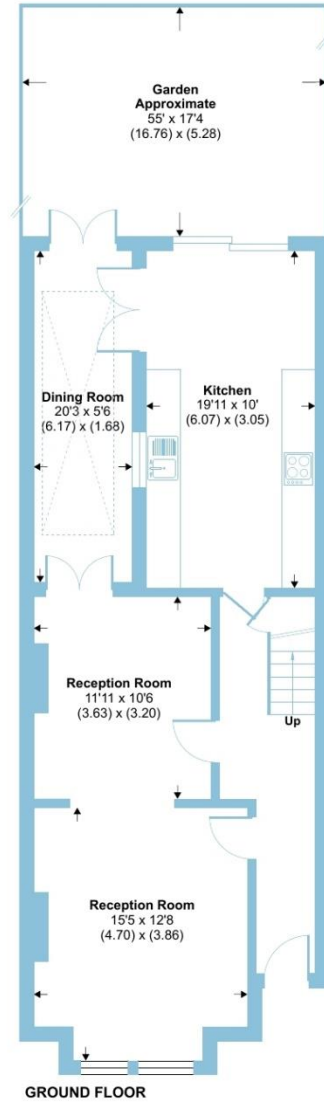 Garden
Approximate
55' x 17'4
(16.76) x (5.28)
Dining Room
20'3 x 5'6
(6.17) x (1.68)
Kitchen
19'11 x 10'
(6.07) x (3.05)
Reception Room
11'11 x 10'6
(3.63) x (3.20)
Up
Reception Room
15'5 x 12'8
(4.70) x (3.86)
GROUND FLOOR